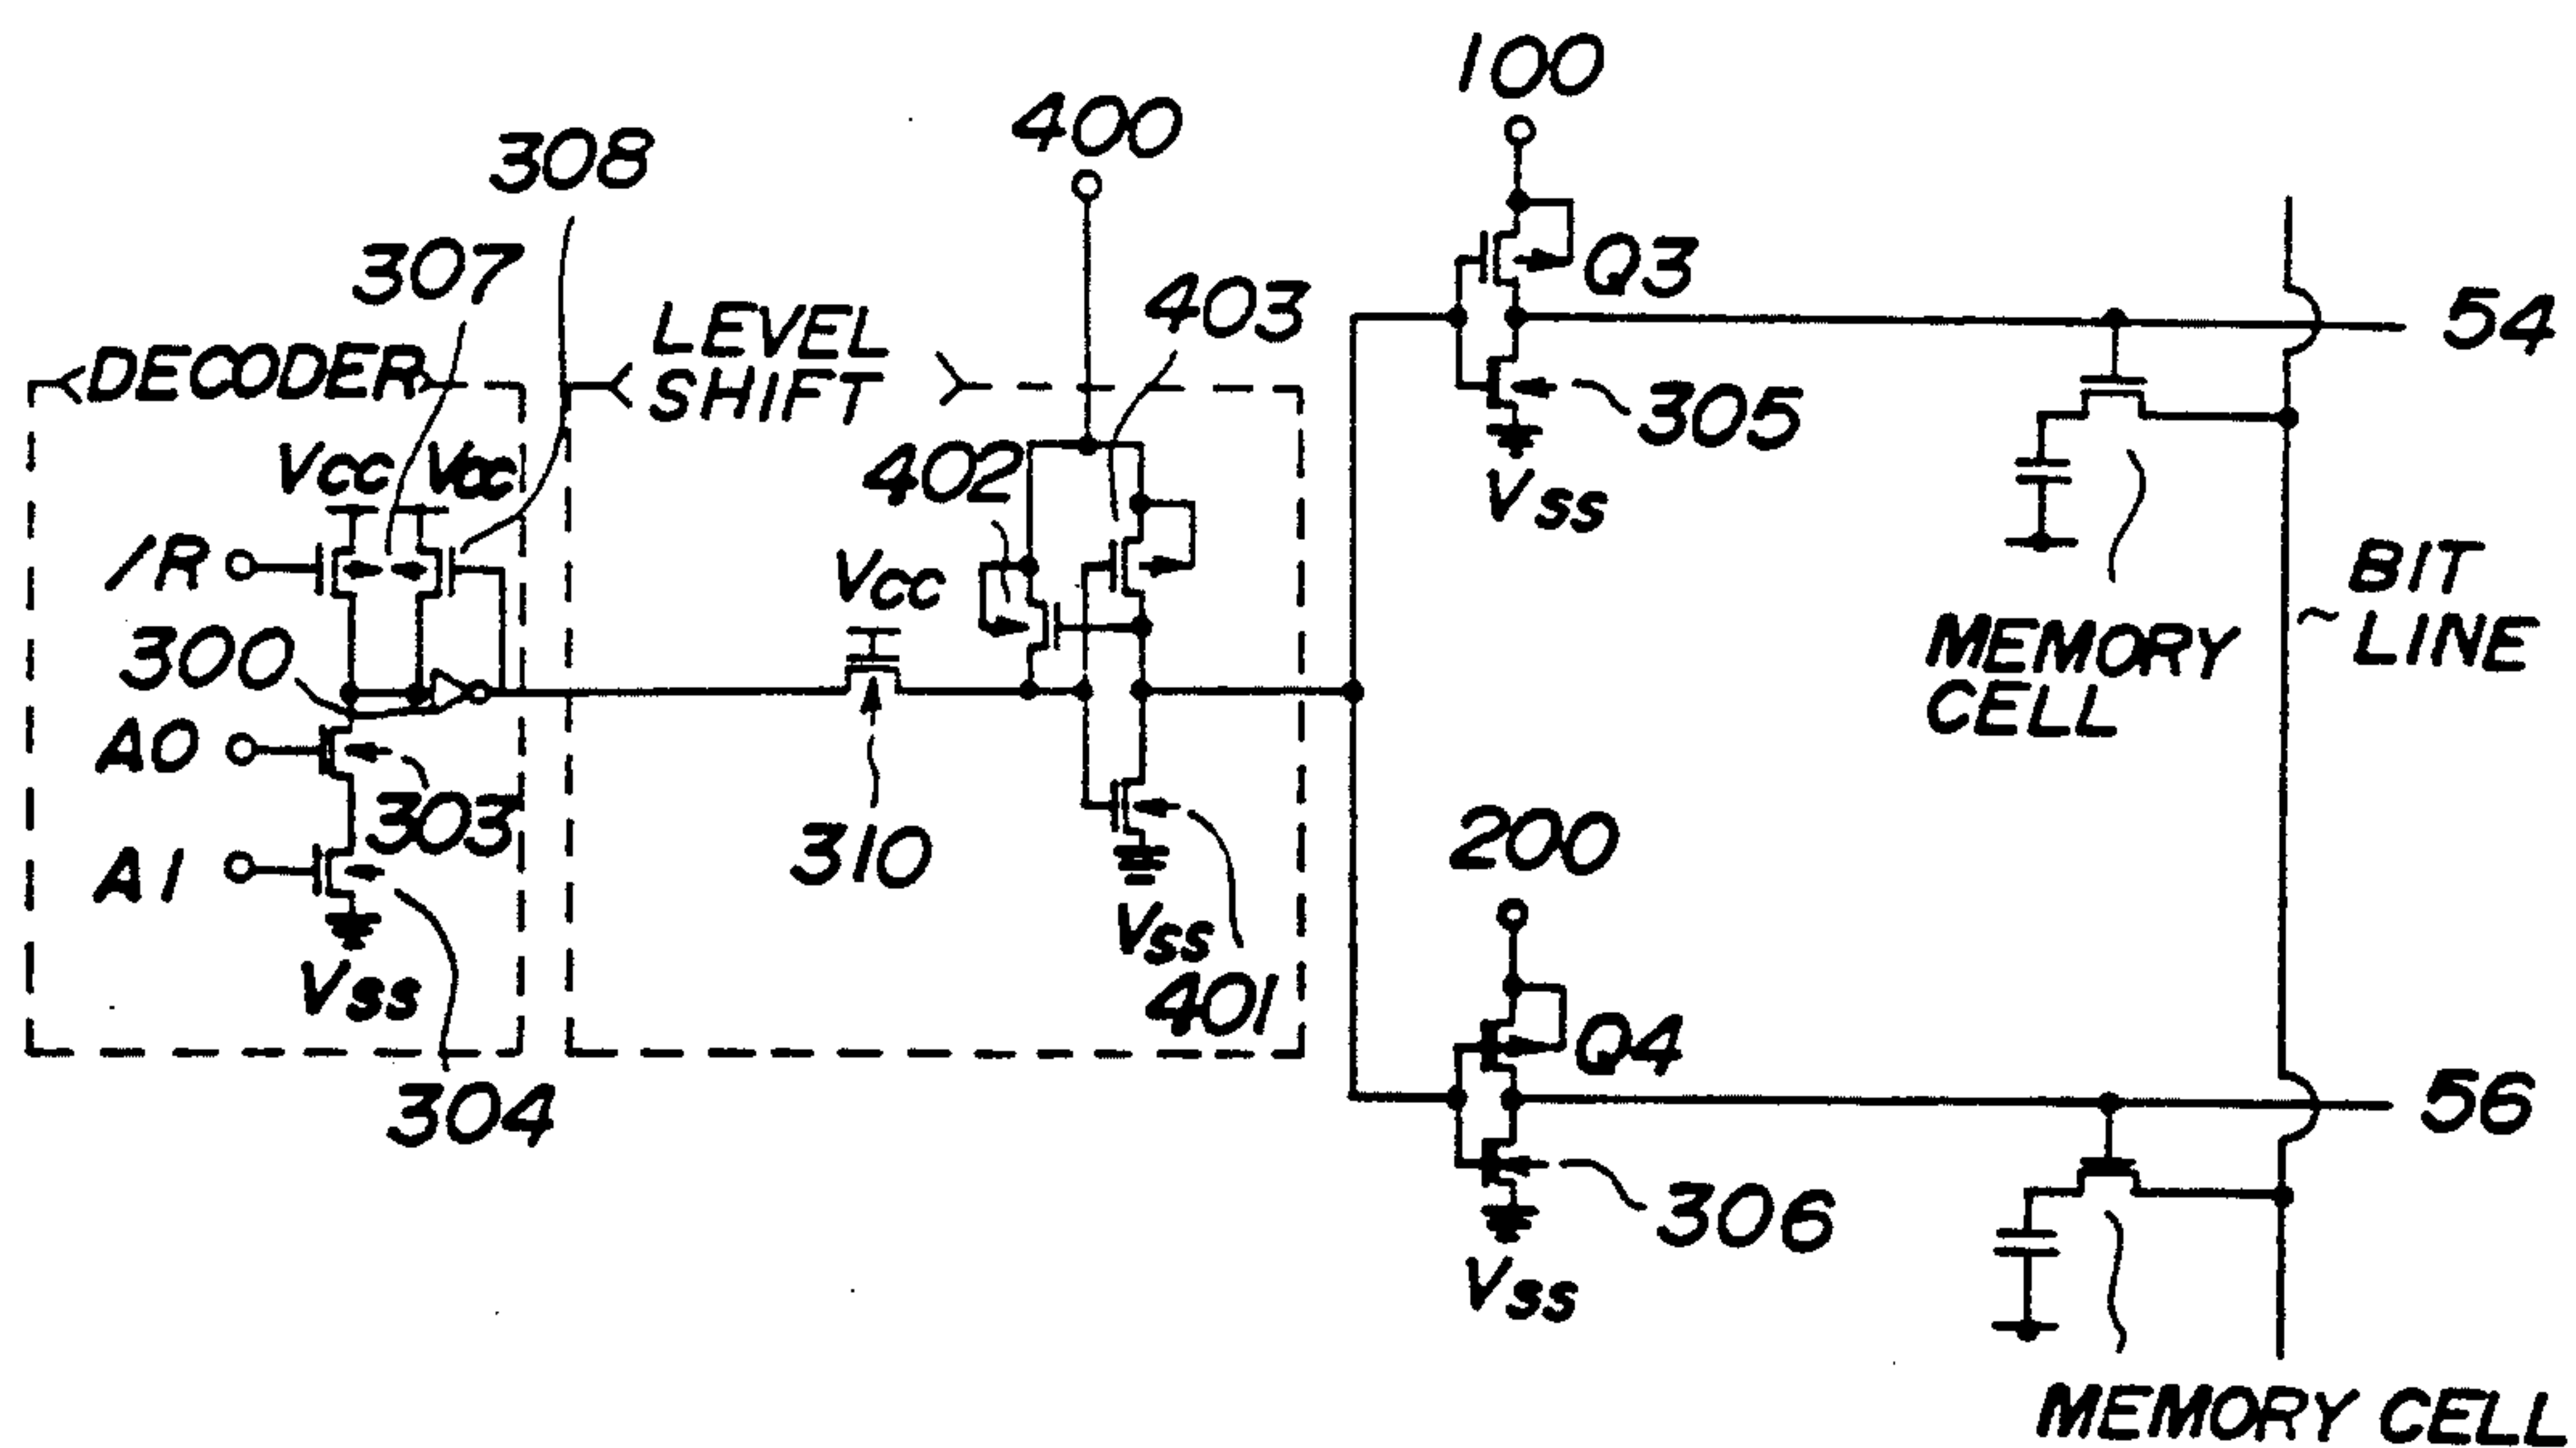 100
400
308
307
Q3
403
54
LEVEL
SHIFT
DECODER
305
402
Vcc
Vcc
Vss
/R
Vcc
BIT
LINE
300
MEMORY
CELL
A0
303
310
200
A1
Vss
Vss
401
Q4
56
304
306
Vss
MEMORY CELL